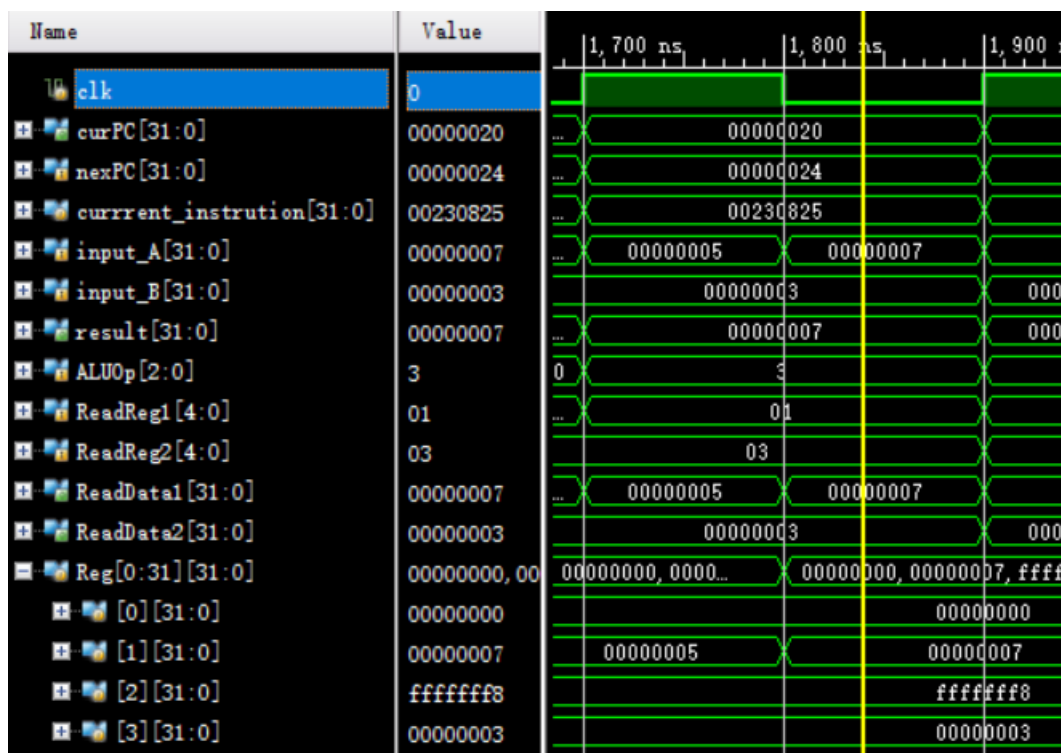 Name Value 1,700 ns 1,800 ns 1,900
clk 0
curPC[31:0] 00000020 ... 00000020
nexPC[31:0] 00000024 ... 00000024
currrent_instrution[31:0] 00230825 ... 00230825
input_A[31:0] 00000007 ... 00000005 00000007
input_B[31:0] 00000003 00000003 000
result[31:0] 00000007 ... 00000007 000
ALUOp[2:0] 3 0 3
ReadReg1[4:0] 01 ... 01
ReadReg2[4:0] 03 03
ReadData1[31:0] 00000007 ... 00000005 00000007
ReadData2[31:0] 00000003 00000003 000
Reg[0:31][31:0] 00000000, 00 00000000, 0000... 00000000, 00000007, ffff
[0][31:0] 00000000 00000000
[1][31:0] 00000007 00000005 00000007
[2][31:0] fffffff8 fffffff8
[3][31:0] 00000003 00000003